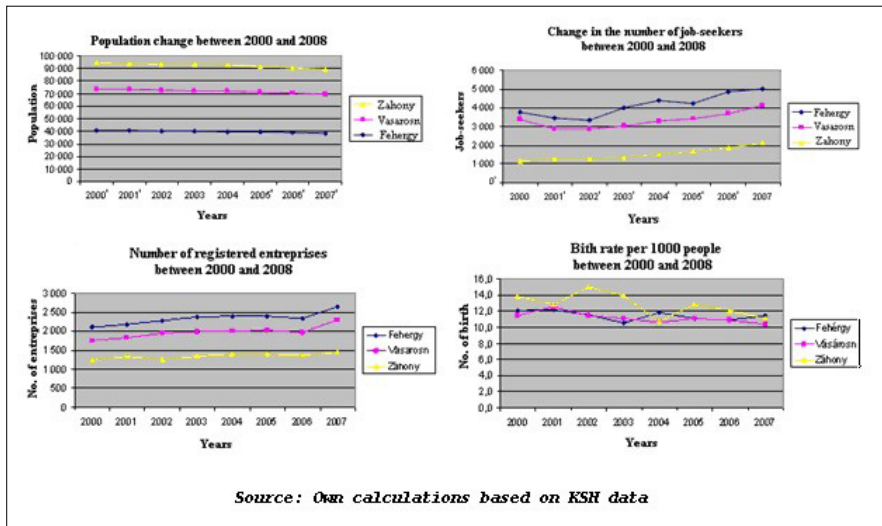 Population change between 2000 and 2008
100 000
90 000
80 000
70 000
60 000
50 000
40 000
30 000
20 000
10 000
0
Population
2000' 2001' 2002' 2003 2004 2005' 2006' 2007'
Years
Zahony
Vasarosn
Fehergy
Change in the number of job-seekers
between 2000 and 2008
6 000
5 000
4 000
3 000
2 000
1 000
0'
Job-seekers
2000 2001' 2002' 2003' 2004' 2005' 2006' 2007
Years
Fehergy
Vasarosn
Zahony
Number of registered entreprises
between 2000 and 2008
3 000
2 500
2 000
1 500
1 000
500
0
No. of entreprises
2000 2001 2002 2003 2004 2005 2006 2007
Years
Fehergy
Vásarosn
Záhony
Bith rate per 1000 people
between 2000 and 2008
16,0
14,0
12,0
10,0
8,0
6,0
4,0
2,0
0,0
No. of birth
2000 2001 2002 2003 2004 2005 2006 2007
Years
Fehérgy
Vásárosn
Záhony
Source: Own calculations based on KSH data